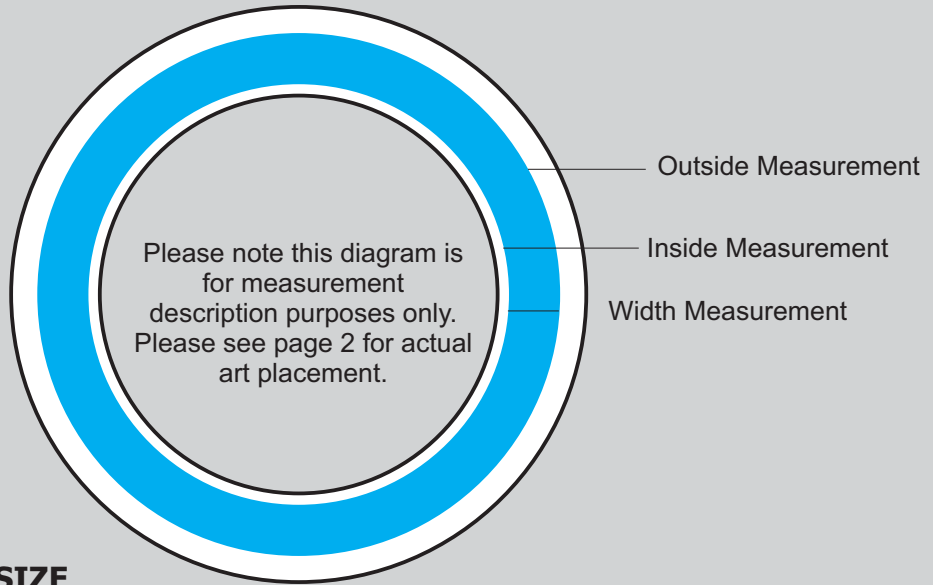 Outside Measurement
Inside Measurement
Width Measurement
Please note this diagram is
for measurement
description purposes only.
Please see page 2 for actual
art placement.
SIZE